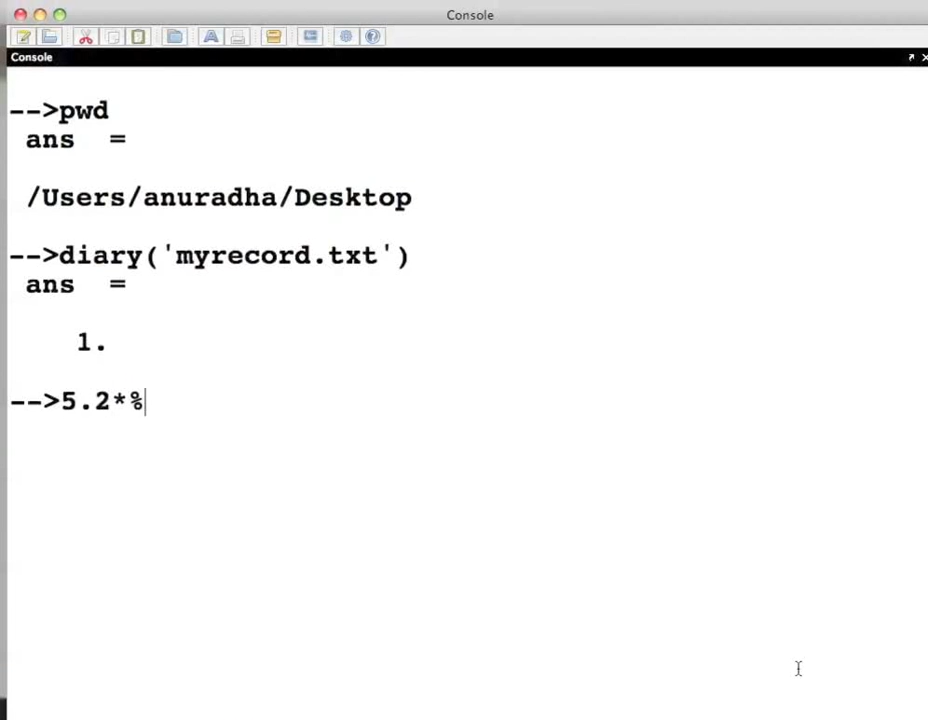 Console
Console
-->pwd
ans =
/Users/anuradha/Desktop
-->diary('myrecord.txt')
ans =
1.
-->5.2*%